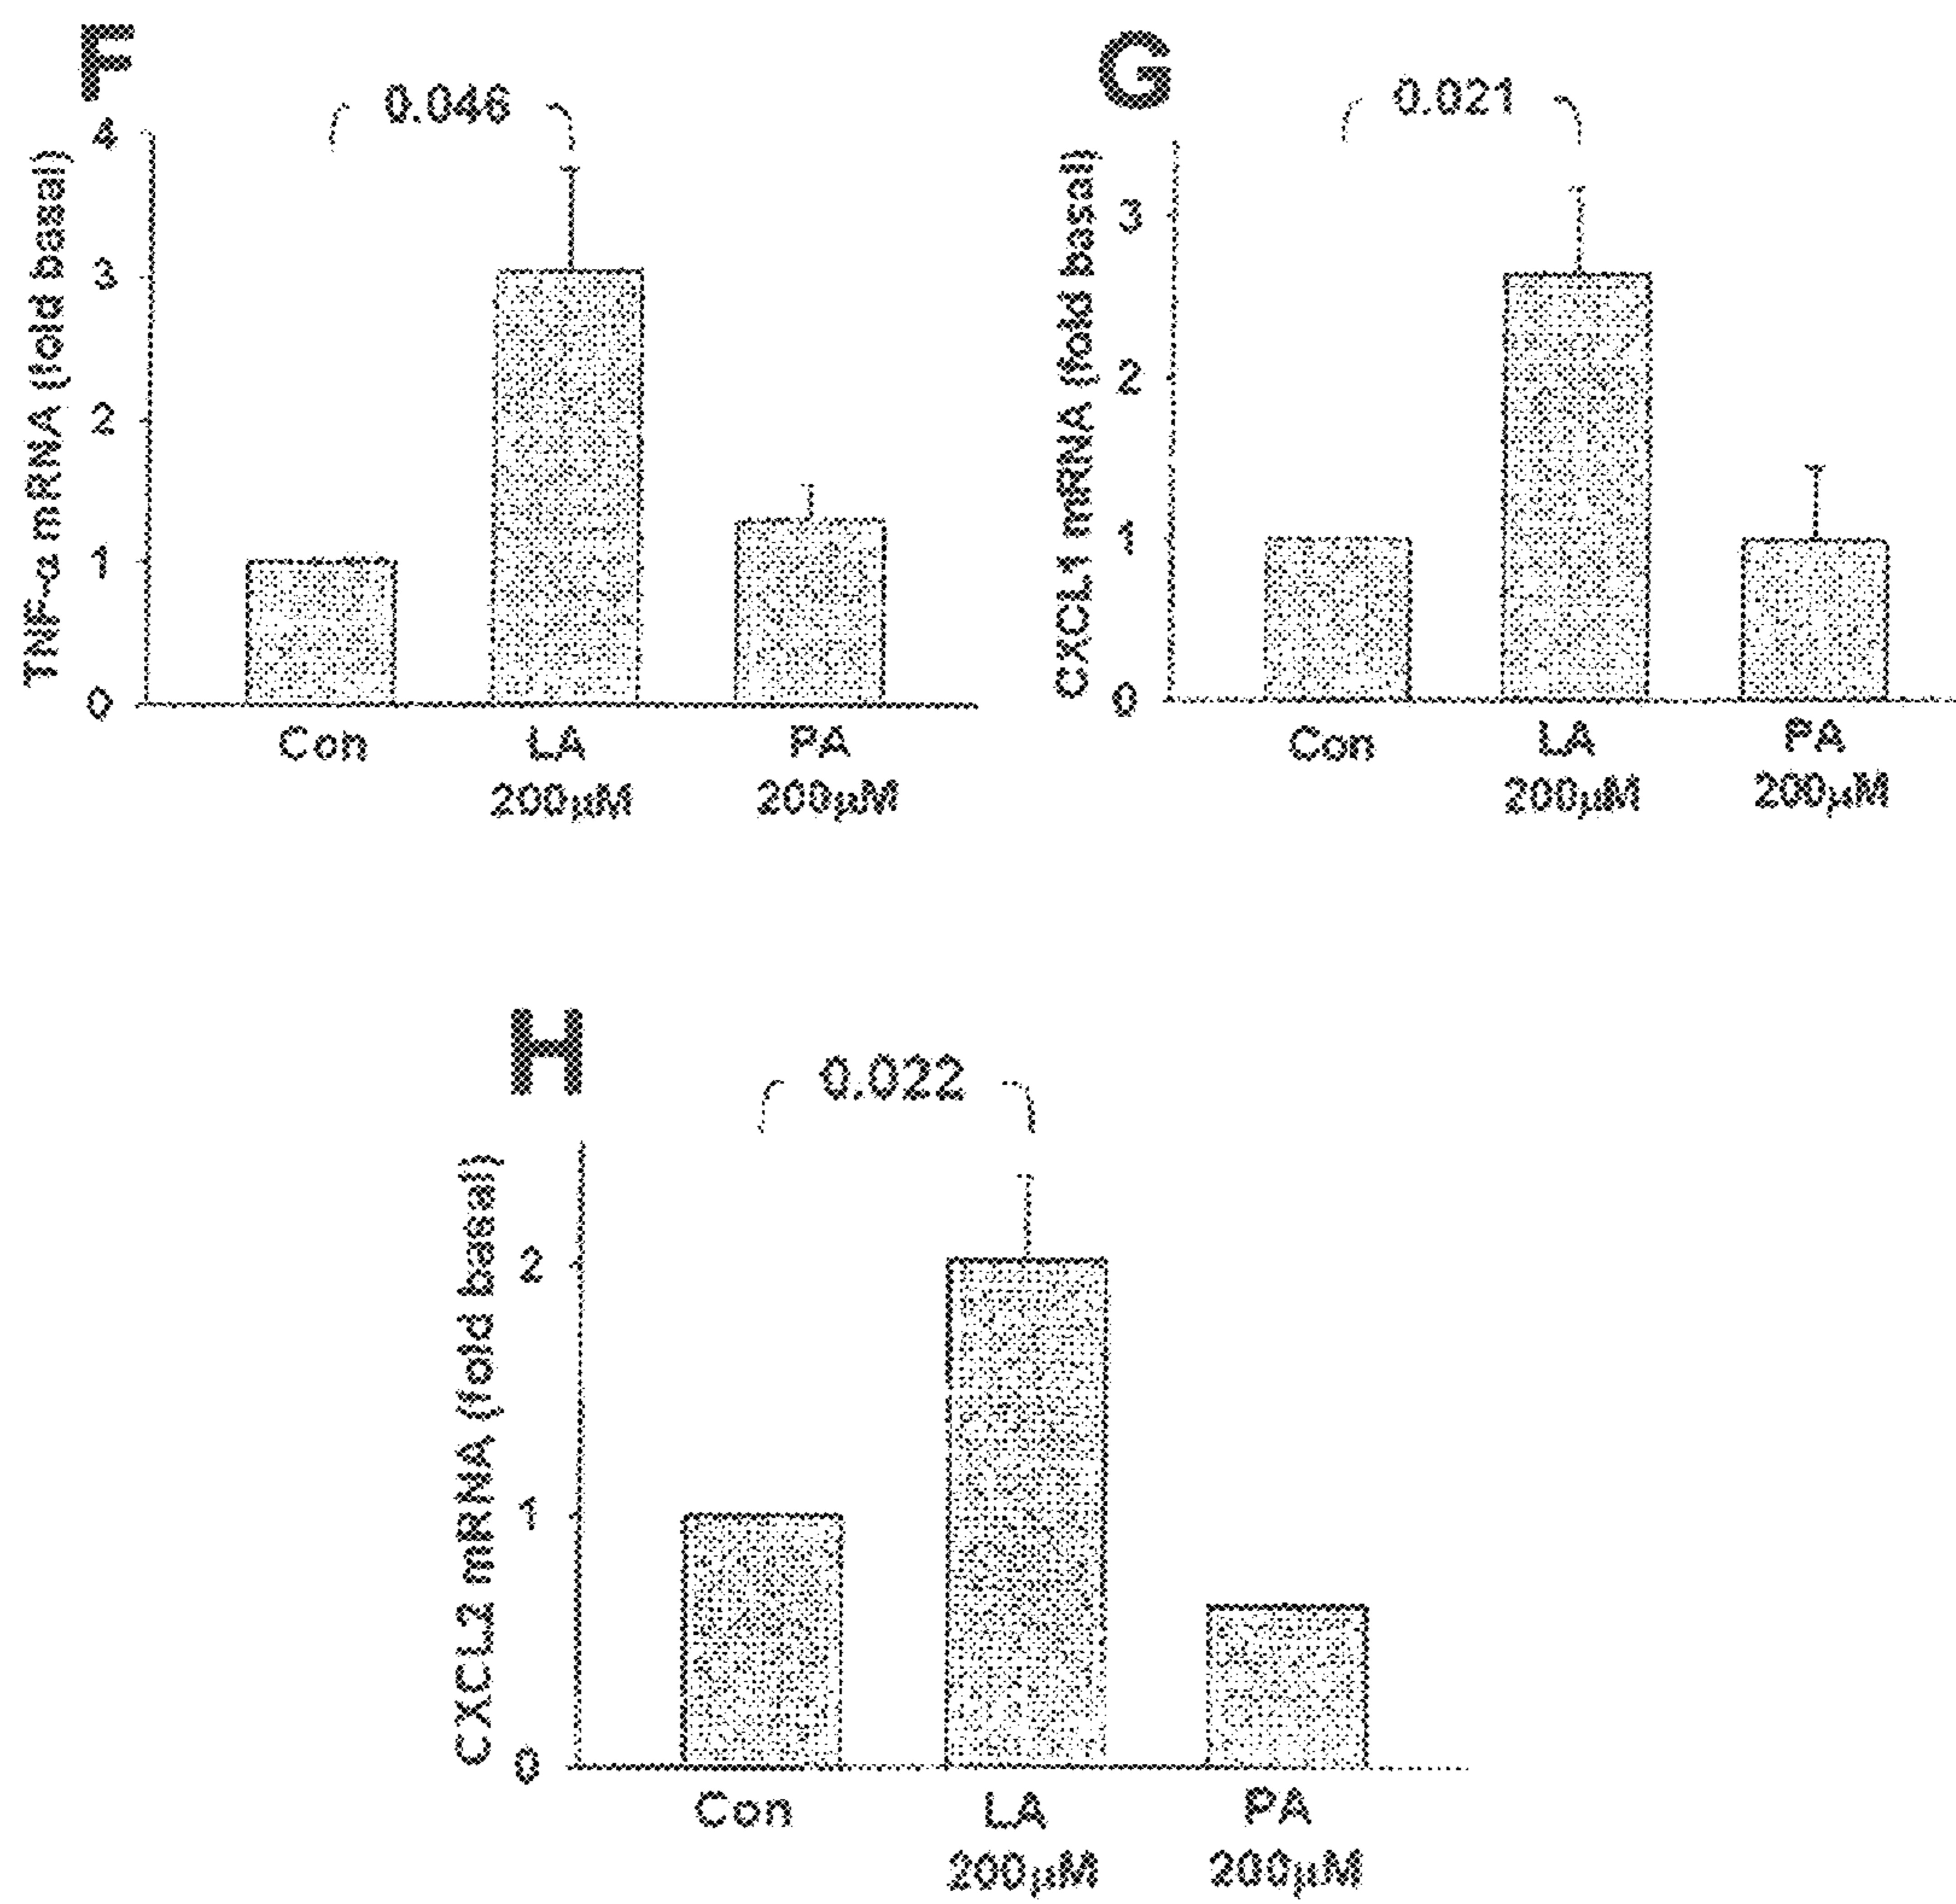 F
0.046
TNF-α mRNA (fold basal)
4
3
2
1
0
Con
LA
200μM
PA
200μM
G
0.021
CXCL1 mRNA (fold basal)
3
2
1
0
Con
LA
200μM
PA
200μM
H
0.022
CXCL2 mRNA (fold basal)
2
1
0
Con
LA
200μM
PA
200μM